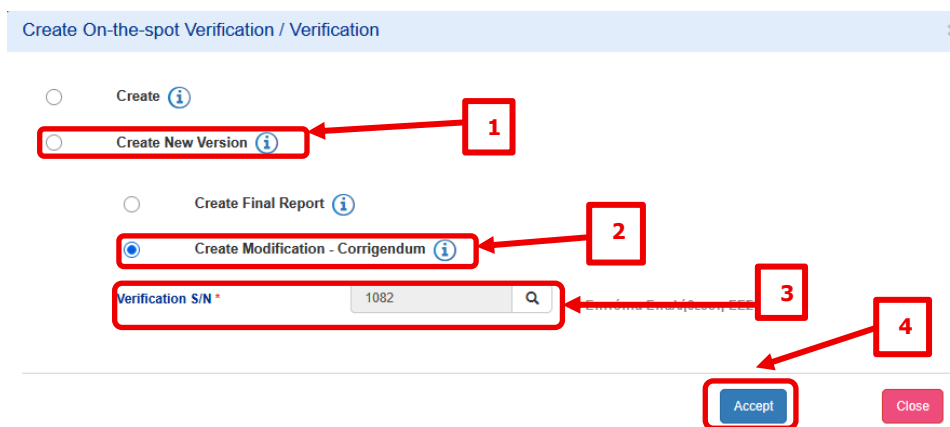 Create On-the-spot Verification / Verification
Create
1
Create New Version
Create Final Report
Create Modification - Corrigendum
2
Verification S/N *
1082
3
4
Accept
Close